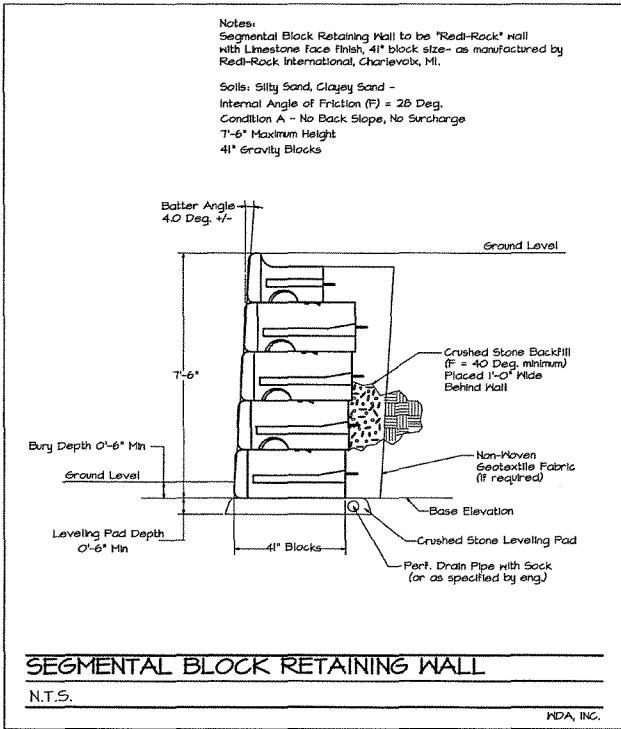 Notes:
Segmental Block Retaining Wall to be "Redi-Rock" wall
with Limestone face finish, 41" block size- as manufactured by
Redi-Rock International, Charlevoix, MI.
Soils: Silty Sand, Clayey Sand -
Internal Angle of Friction (F) = 28 Deg.
Condition A - No Back Slope, No Surcharge
7'-6" Maximum Height
41" Gravity Blocks
Batter Angle
4.0 Deg. +/-
Ground Level
7'-6"
Crushed Stone Backfill
(F = 40 Deg. minimum)
Placed 1'-0" Wide
Behind Wall
Bury Depth 0'-6" Min
Ground Level
Non-Woven
Geotextile Fabric
(if required)
Base Elevation
Leveling Pad Depth
0'-6" Min
41" Blocks
Crushed Stone Leveling Pad
Perf. Drain Pipe with Sock
(or as specified by eng.)
SEGMENTAL BLOCK RETAINING WALL
N.T.S.
WDA, INC.